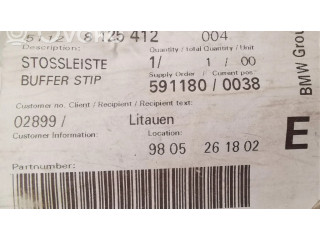 51.12 8 125 412 004
Description: Quantity / Total Quantity / Unit
STOSSLEISTE 1/ 1 / 00
BUFFER STIP Supply Order / Current
591180 / 0038
Customer no. Client / Recipient / Recipient text:
02899 / Litauen
Customer Information: Location:
98 05 26 18 02
Partnumber:
BMW Grou
E